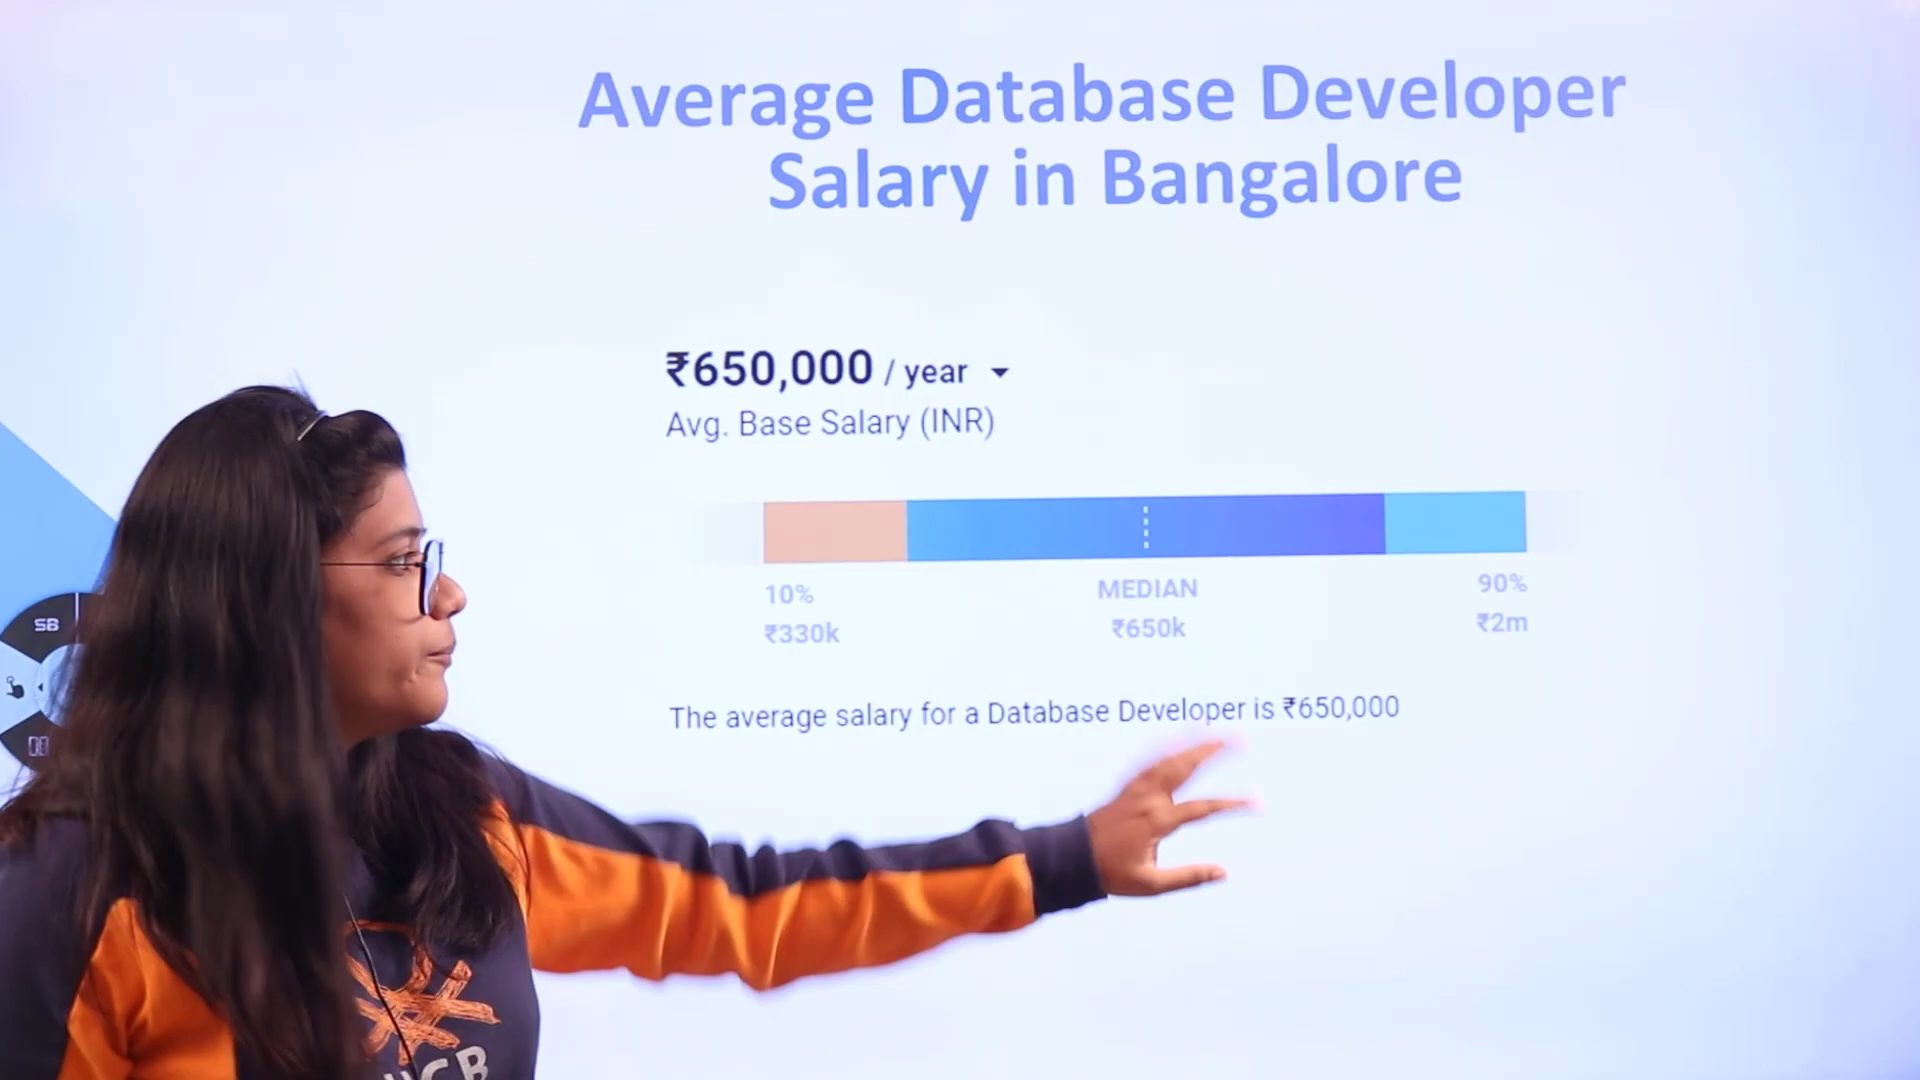 Average Database Developer
Salary in Bangalore
₹650,000 / year
Avg. Base Salary (INR)
10%
MEDIAN
90%
₹330k
₹650k
₹2m
The average salary for a Database Developer is ₹650,000
SB